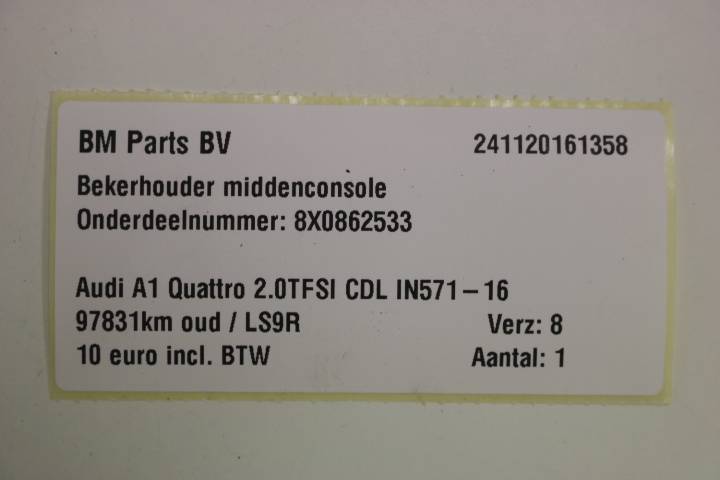 BM Parts BV 241120161358
Bekerhouder middenconsole
Onderdeelnummer: 8X0862533
Audi A1 Quattro 2.0TFSI CDL IN571-16
97831km oud / LS9R Verz: 8
10 euro incl. BTW Aantal: 1